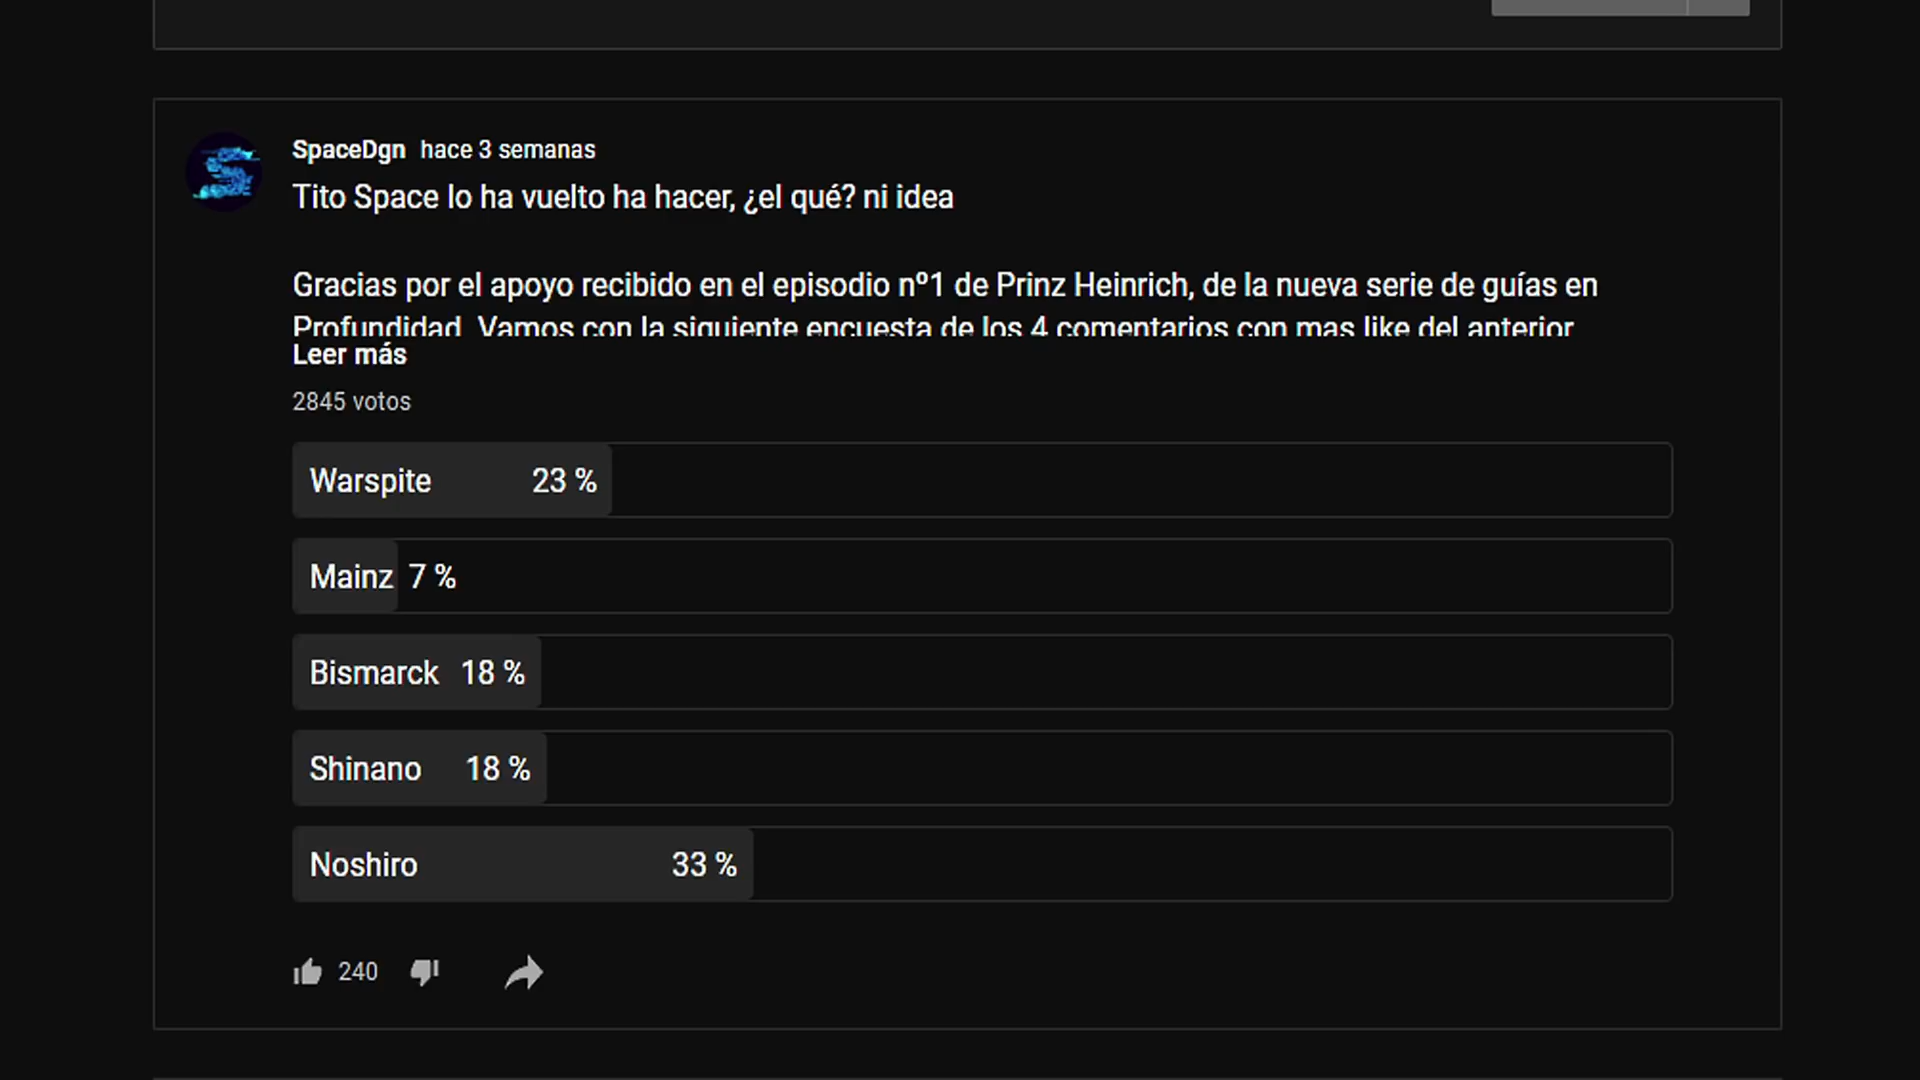 SpaceDgn hace 3 semanas
Tito Space lo ha vuelto ha hacer, ¿el qué? ni idea
Gracias por el apoyo recibido en el episodio nº1 de Prinz Heinrich, de la nueva serie de guías en
Profundidad. Vamos con la siguiente encuesta de los 4 comentarios con mas like del anterior
Leer más
2845 votos
Warspite 23 %
Mainz 7 %
Bismarck 18 %
Shinano 18 %
Noshiro 33 %
240